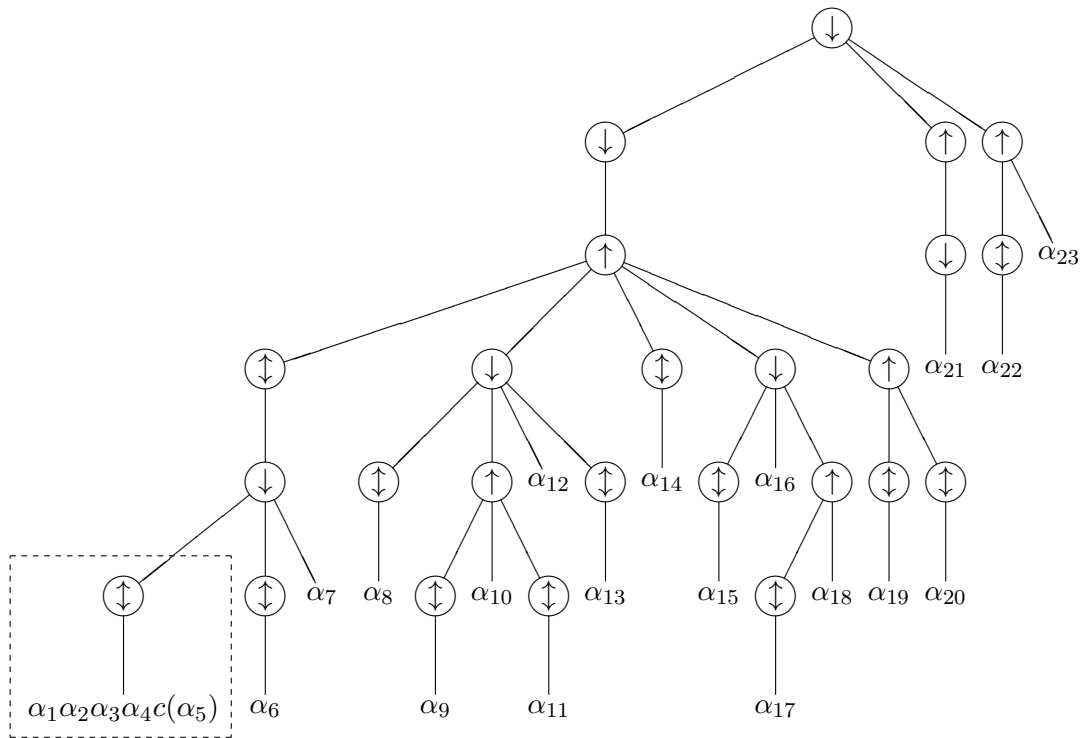 ↓
↓ ↑ ↑
↑ ↓ ↕ α₂₃
↕ ↓ ↕ ↓ ↑ α₂₁ α₂₂
↓ ↕ ↑ α₁₂ ↕ α₁₄ ↕ α₁₆ ↑ ↕ ↕
↕ ↕ α₇ α₈ ↕ α₁₀ ↕ α₁₃ α₁₅ ↕ α₁₈ α₁₉ α₂₀
α₁α₂α₃α₄c(α₅) α₆ α₉ α₁₁ α₁₇